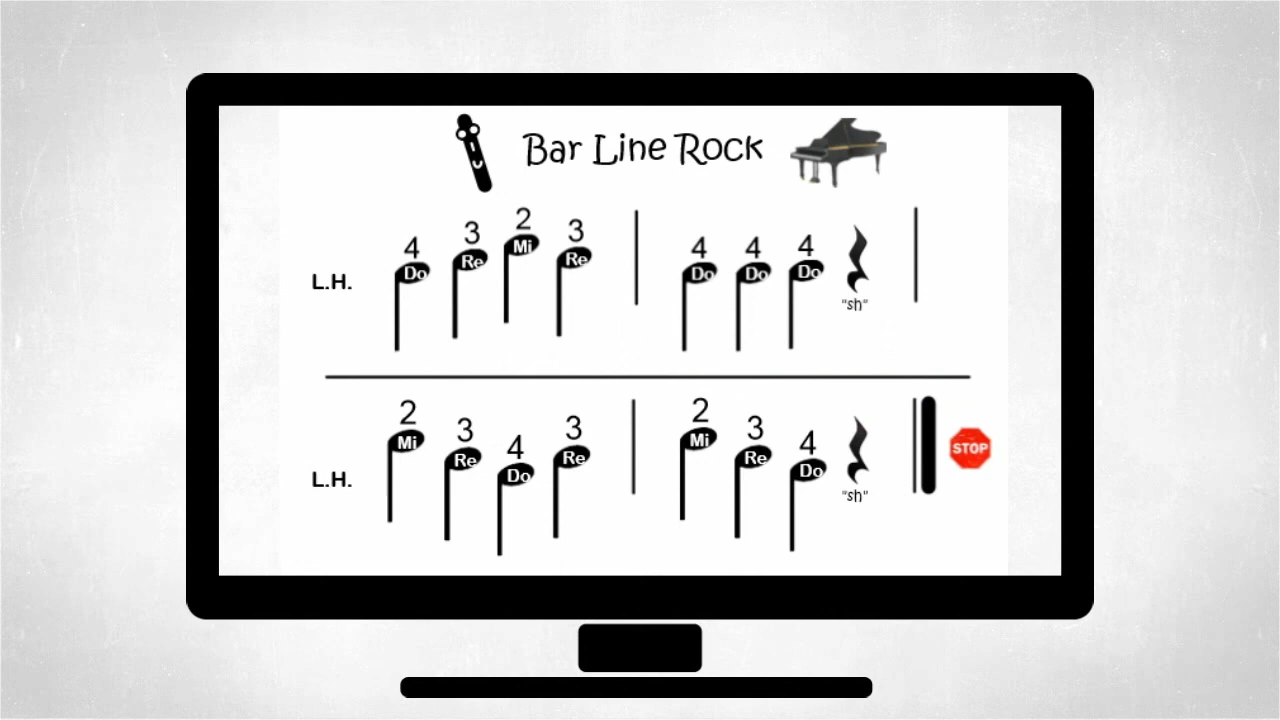 Bar Line Rock
4 3 2 3 4 4 4
L.H. Do Re Mi Re Do Do Do
"sh"
2 3 4 3 2 3 4
L.H. Mi Re Do Re Mi Re Do STOP
"sh"